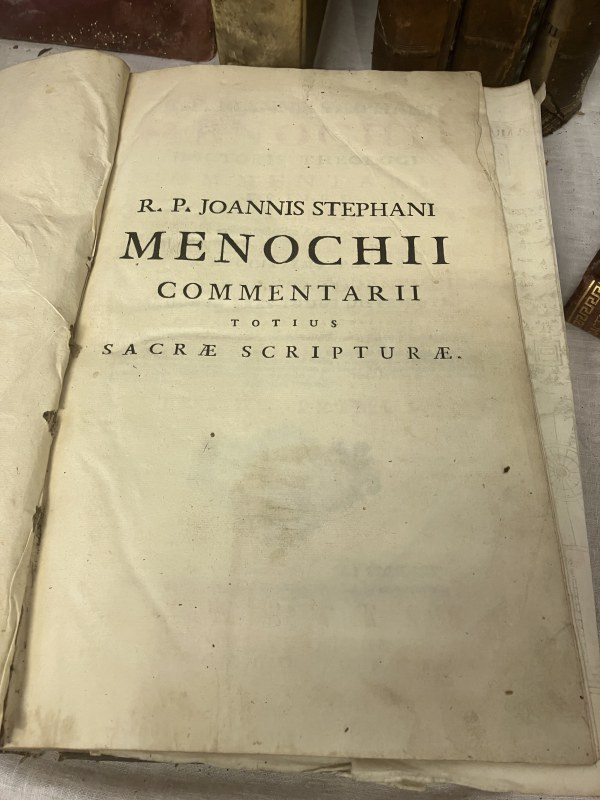 R. P. JOANNIS STEPHANI
MENOCHII
COMMENTARII
TOTIUS
SACRÆ SCRIPTURÆ.